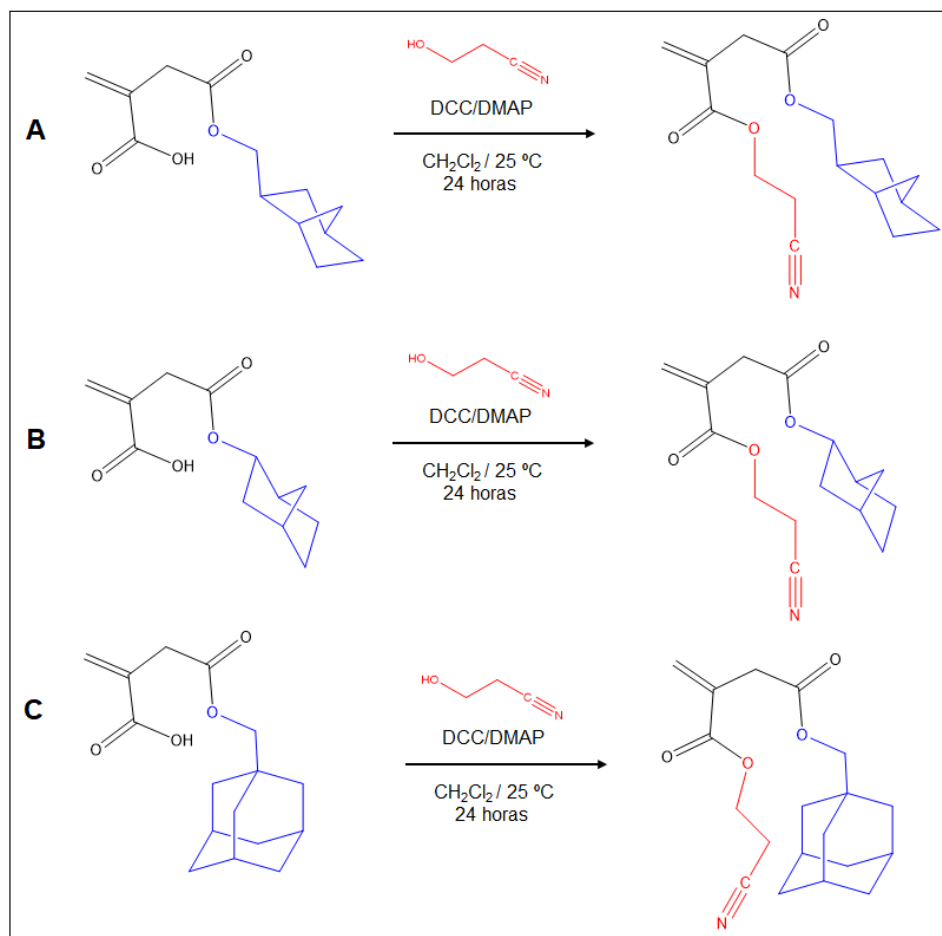 A
O
O
O
OH
HO
C
N
DCC/DMAP
CH₂Cl₂ / 25 ºC
24 horas
O
O
O
O
C
N
B
O
O
O
OH
HO
C
N
DCC/DMAP
CH₂Cl₂ / 25 ºC
24 horas
O
O
O
O
C
N
C
O
O
O
OH
HO
C
N
DCC/DMAP
CH₂Cl₂ / 25 ºC
24 horas
O
O
O
O
C
N